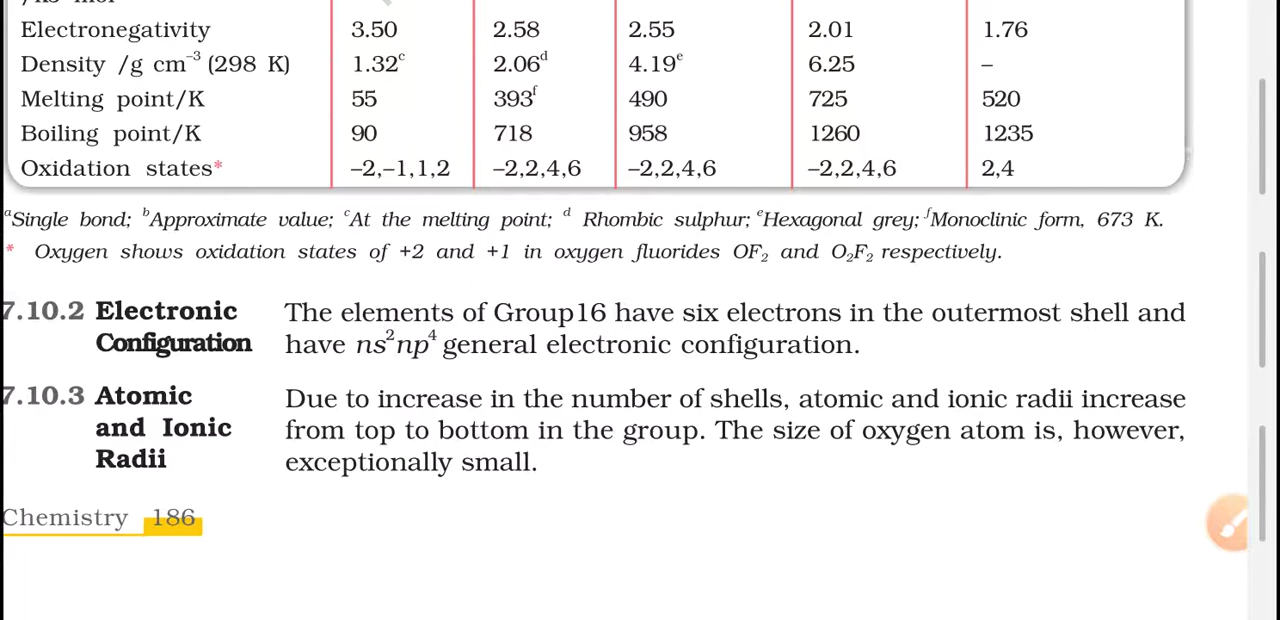 Electronegativity 3.50 2.58 2.55 2.01 1.76
Density /g cm⁻³ (298 K) 1.32ᶜ 2.06ᵈ 4.19ᵉ 6.25 –
Melting point/K 55 393ᶠ 490 725 520
Boiling point/K 90 718 958 1260 1235
Oxidation states* –2,–1,1,2 –2,2,4,6 –2,2,4,6 –2,2,4,6 2,4
ᵃSingle bond; ᵇApproximate value; ᶜAt the melting point; ᵈ Rhombic sulphur; ᵉHexagonal grey; ᶠMonoclinic form, 673 K.
* Oxygen shows oxidation states of +2 and +1 in oxygen fluorides OF₂ and O₂F₂ respectively.
7.10.2 Electronic Configuration
The elements of Group16 have six electrons in the outermost shell and
have ns²np⁴ general electronic configuration.
7.10.3 Atomic and Ionic Radii
Due to increase in the number of shells, atomic and ionic radii increase
from top to bottom in the group. The size of oxygen atom is, however,
exceptionally small.
Chemistry 186